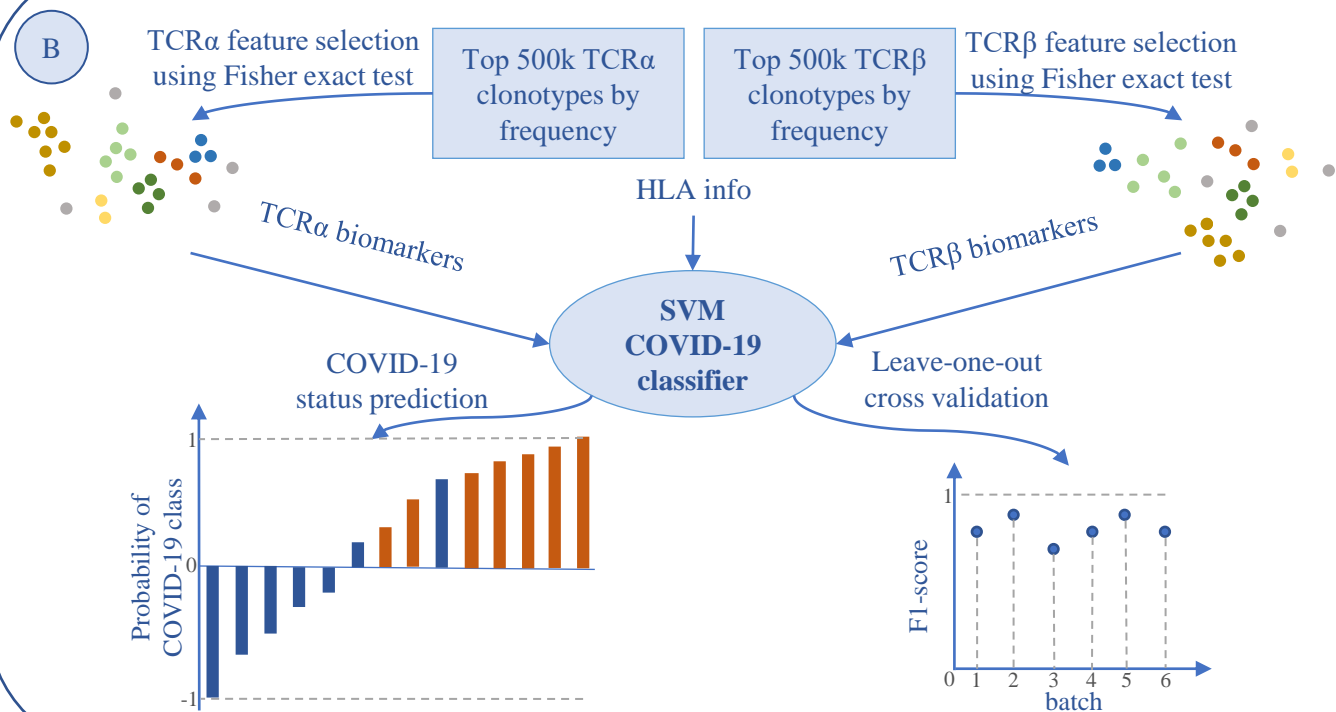 B
TCRα feature selection
using Fisher exact test
Top 500k TCRα
clonotypes by
frequency
Top 500k TCRβ
clonotypes by
frequency
TCRβ feature selection
using Fisher exact test
HLA info
TCRα biomarkers
TCRβ biomarkers
SVM
COVID-19
classifier
COVID-19
status prediction
Leave-one-out
cross validation
Probability of
COVID-19 class
1
0
-1
F1-score
1
0 1 2 3 4 5 6
batch